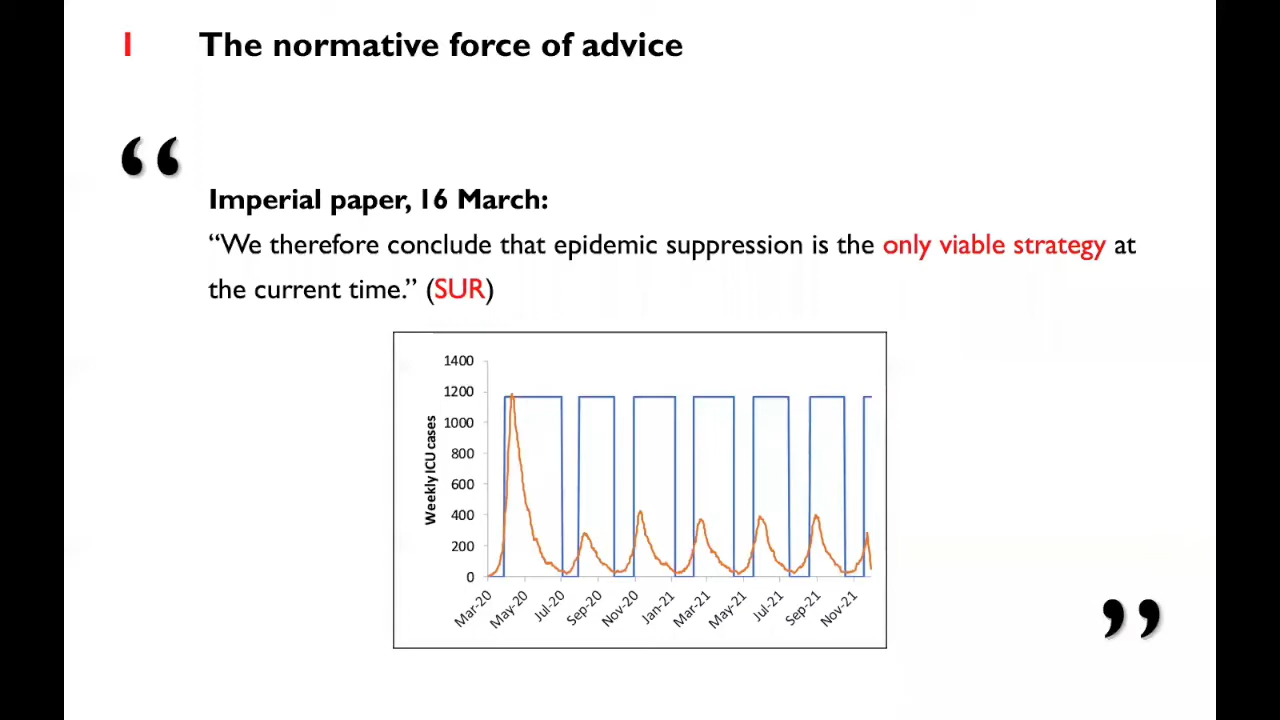 1 The normative force of advice
“
Imperial paper, 16 March:
“We therefore conclude that epidemic suppression is the only viable strategy at
the current time.” (SUR)
1400
1200
1000
800
600
400
200
0
Weekly ICU cases
Mar-20 May-20 Jul-20 Sep-20 Nov-20 Jan-21 Mar-21 May-21 Jul-21 Sep-21 Nov-21
”